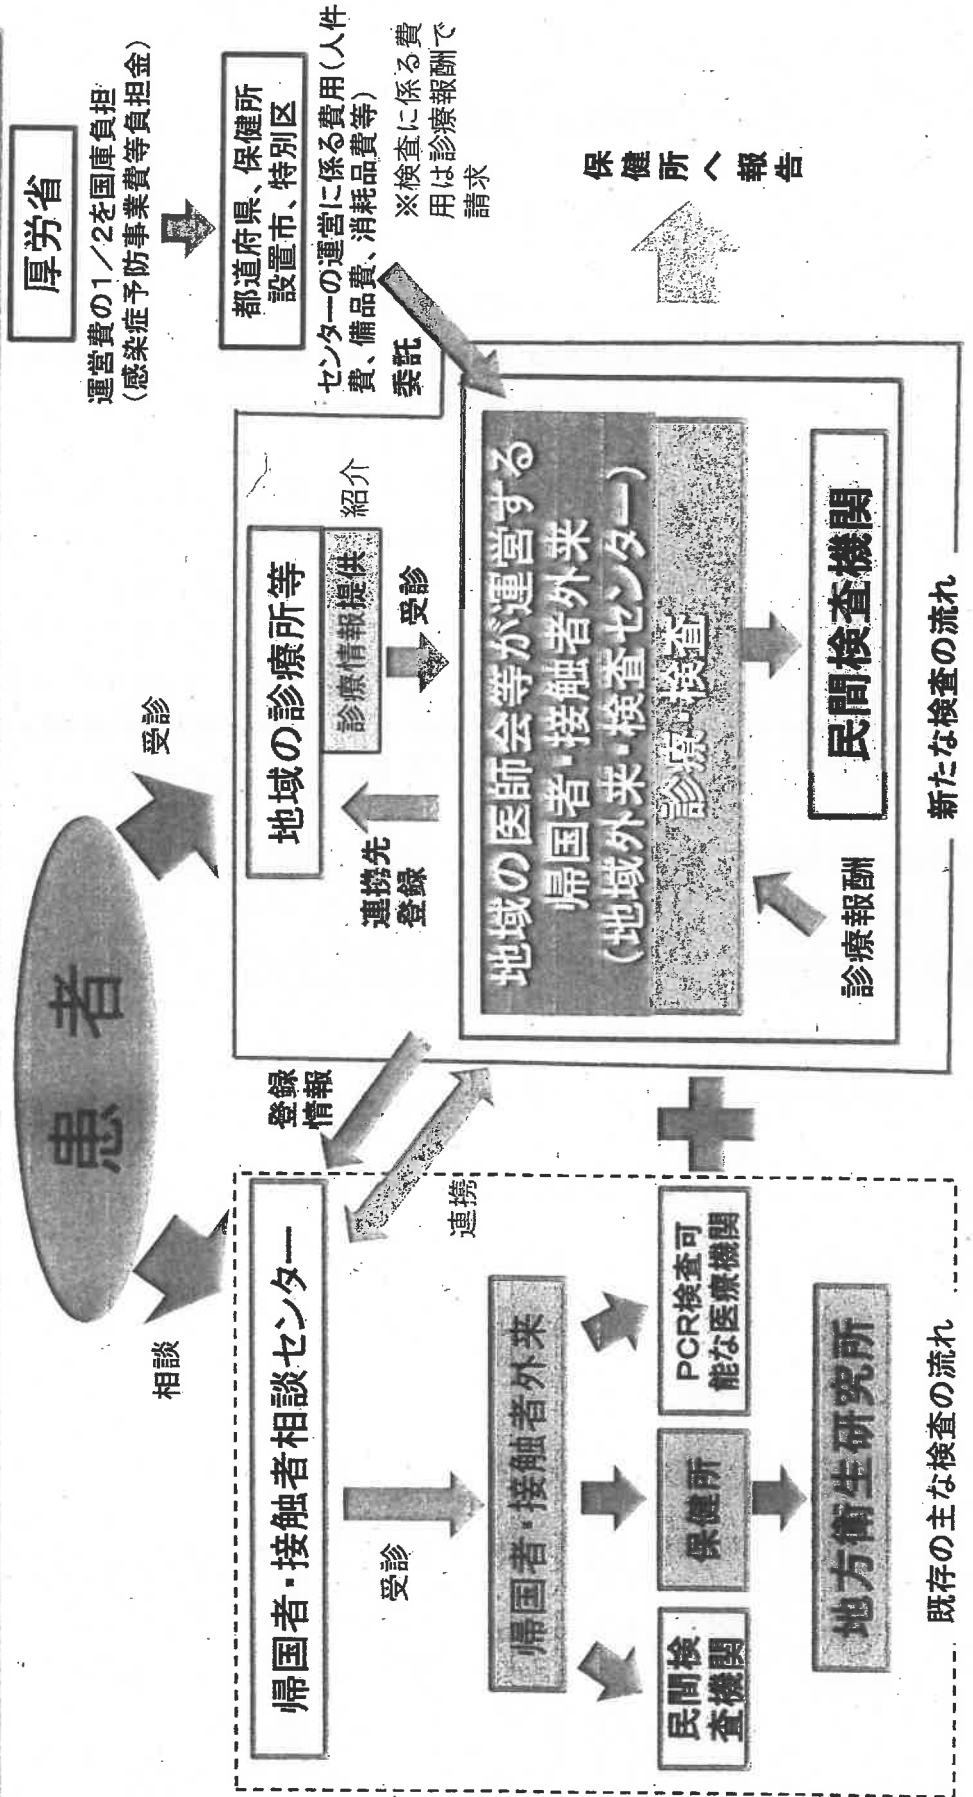 患者
相談
受診
厚労省
運営費の1/2を国庫負担
(感染症予防事業費等負担金)
都道府県、保健所
設置市、特別区
センターの運営に係る費用(人件
費、備品費、消耗品費等)
委託
※検査に係る費
用は診療報酬で
請求
帰国者・接触者相談センター
受診
帰国者・接触者外来
民間検
査機関
保健所
PCR検査可
能な医療機関
地方衛生研究所
既存の主な検査の流れ
登録
情報
連携
地域の診療所等
診療情報提供
紹介
連携先
登録
受診
地域の医師会等が運営する
帰国者・接触者外来
(地域外来・検査センター)
診療・検査
診療報酬
民間検査機関
新たな検査の流れ
保健所へ報告